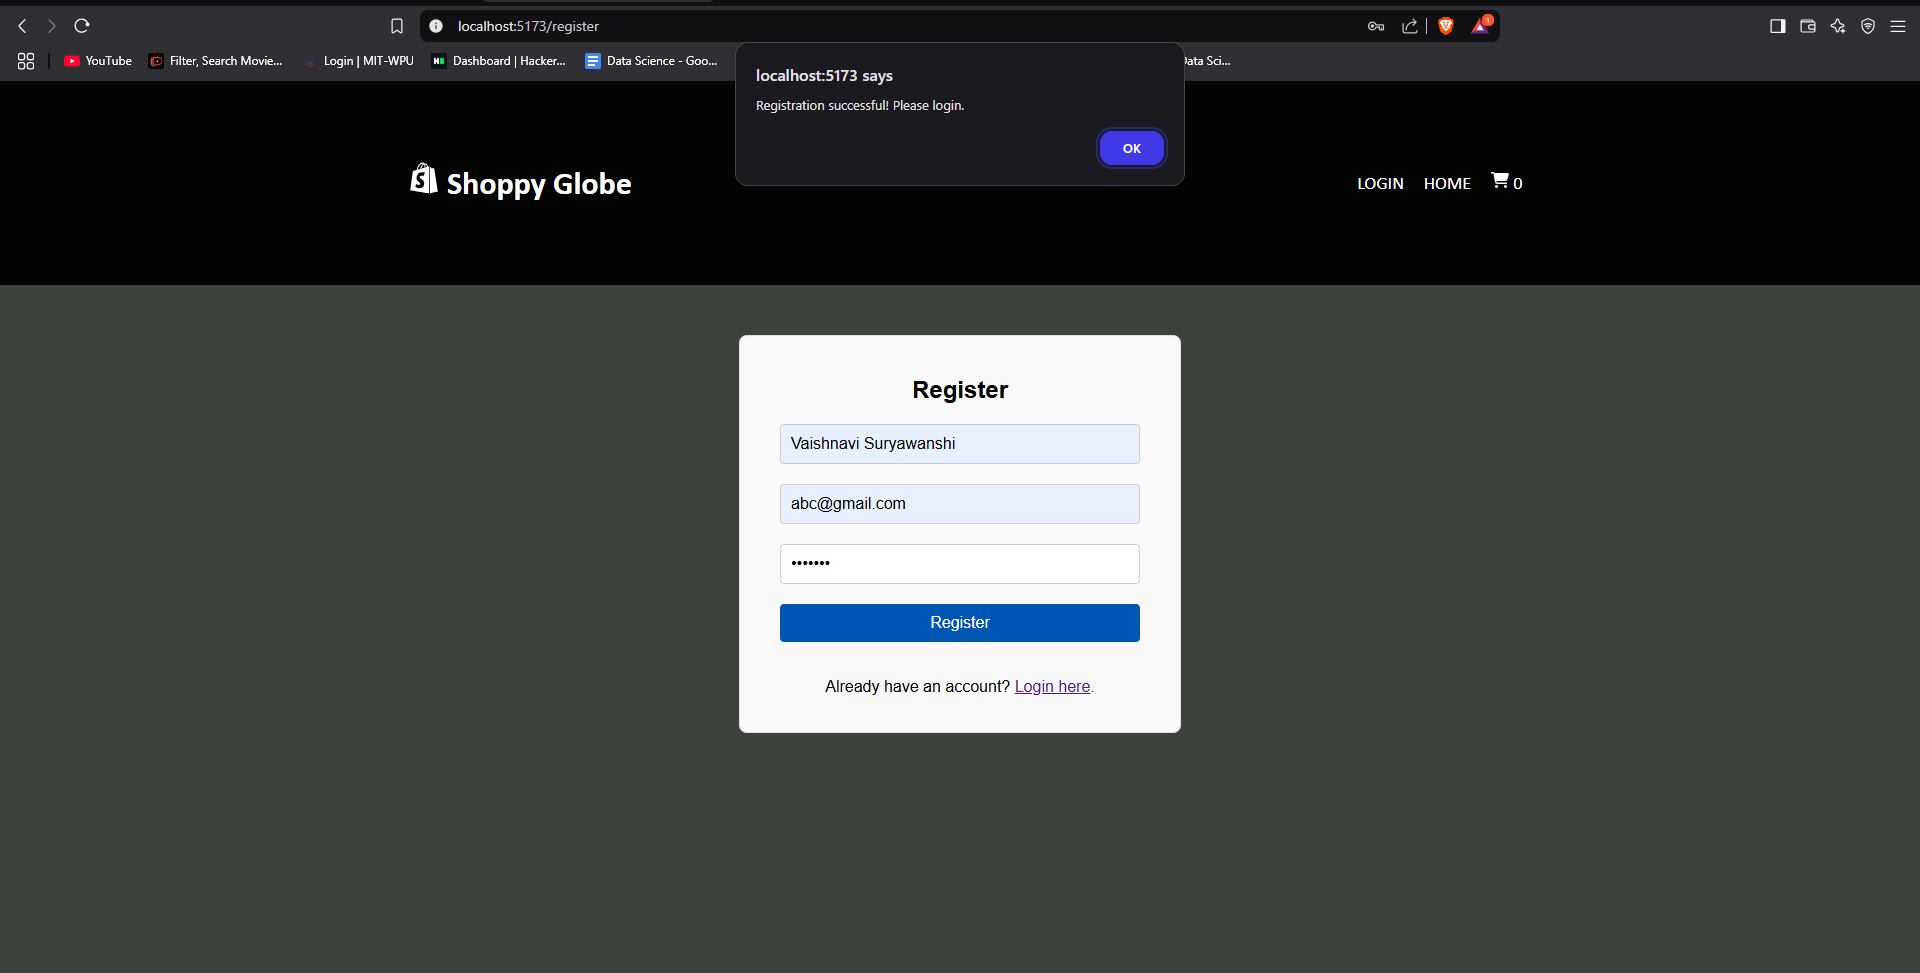 localhost:5173/register
1
YouTube
Filter, Search Movie...
Login | MIT-WPU
Dashboard | Hacker...
Data Science - Goo...
Data Sci...
localhost:5173 says
Registration successful! Please login.
OK
Shoppy Globe
LOGIN
HOME
0
Register
Vaishnavi Suryawanshi
abc@gmail.com
•••••••
Register
Already have an account? Login here.